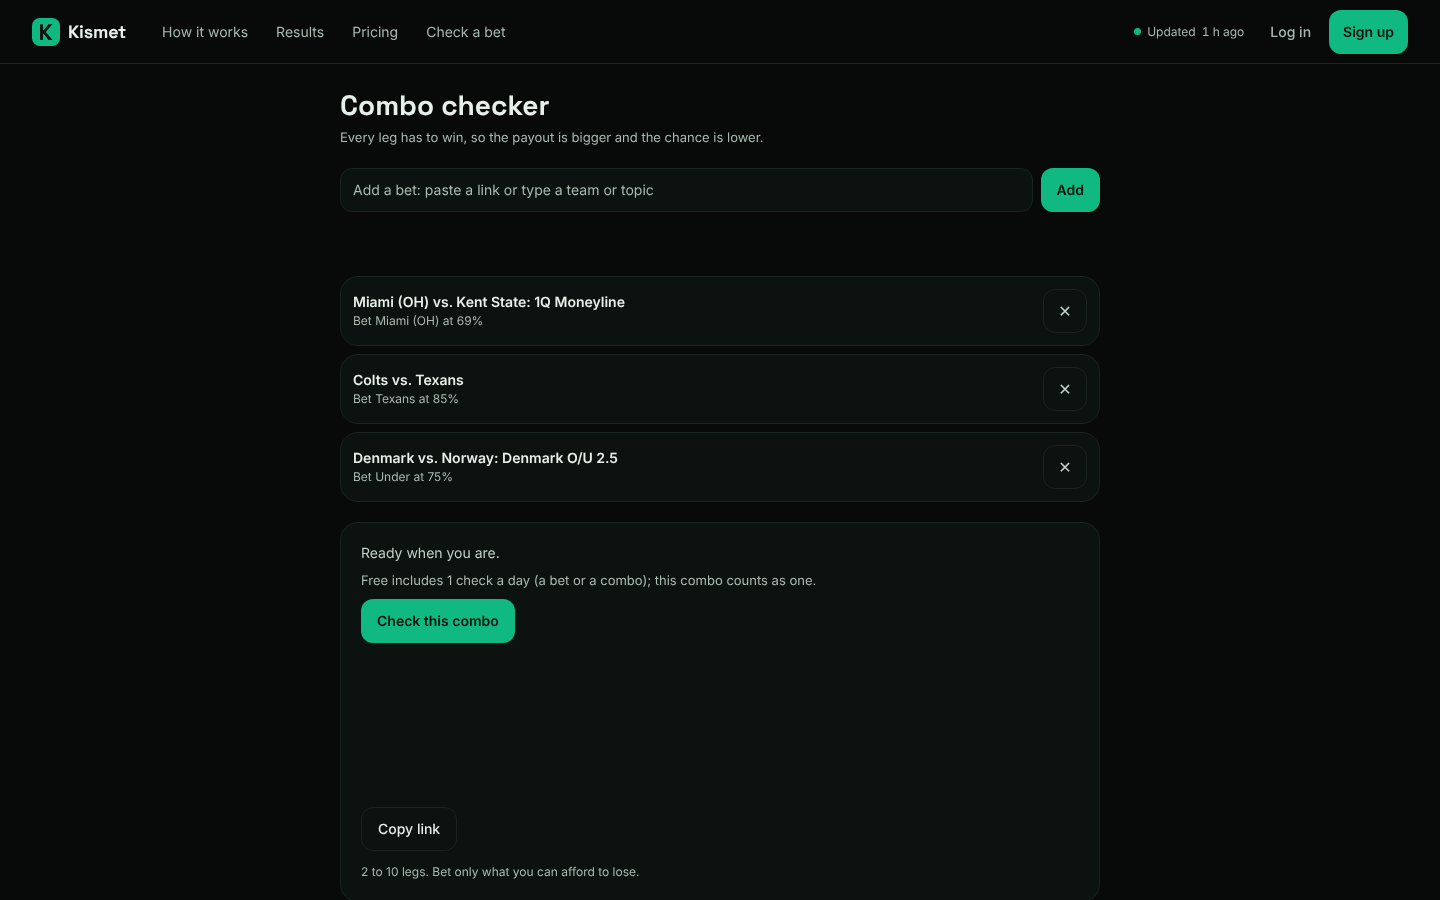 K Kismet How it works Results Pricing Check a bet Updated 1 h ago Log in Sign up
Combo checker
Every leg has to win, so the payout is bigger and the chance is lower.
Add a bet: paste a link or type a team or topic Add
Miami (OH) vs. Kent State: 1Q Moneyline
Bet Miami (OH) at 69%
✕
Colts vs. Texans
Bet Texans at 85%
✕
Denmark vs. Norway: Denmark O/U 2.5
Bet Under at 75%
✕
Ready when you are.
Free includes 1 check a day (a bet or a combo); this combo counts as one.
Check this combo
Copy link
2 to 10 legs. Bet only what you can afford to lose.